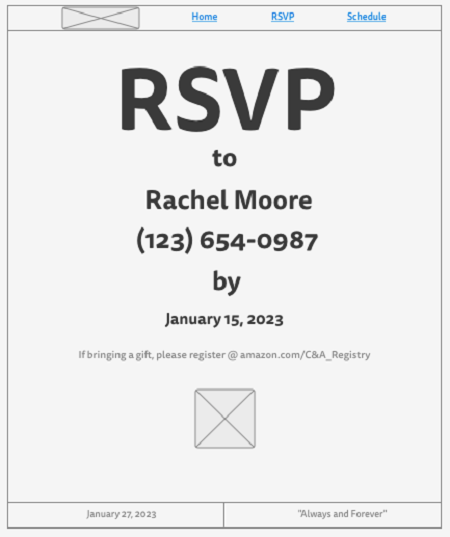 Home RSVP Schedule
RSVP
to
Rachel Moore
(123) 654-0987
by
January 15, 2023
If bringing a gift, please register @ amazon.com/C&A_Registry
January 27, 2023
"Always and Forever"